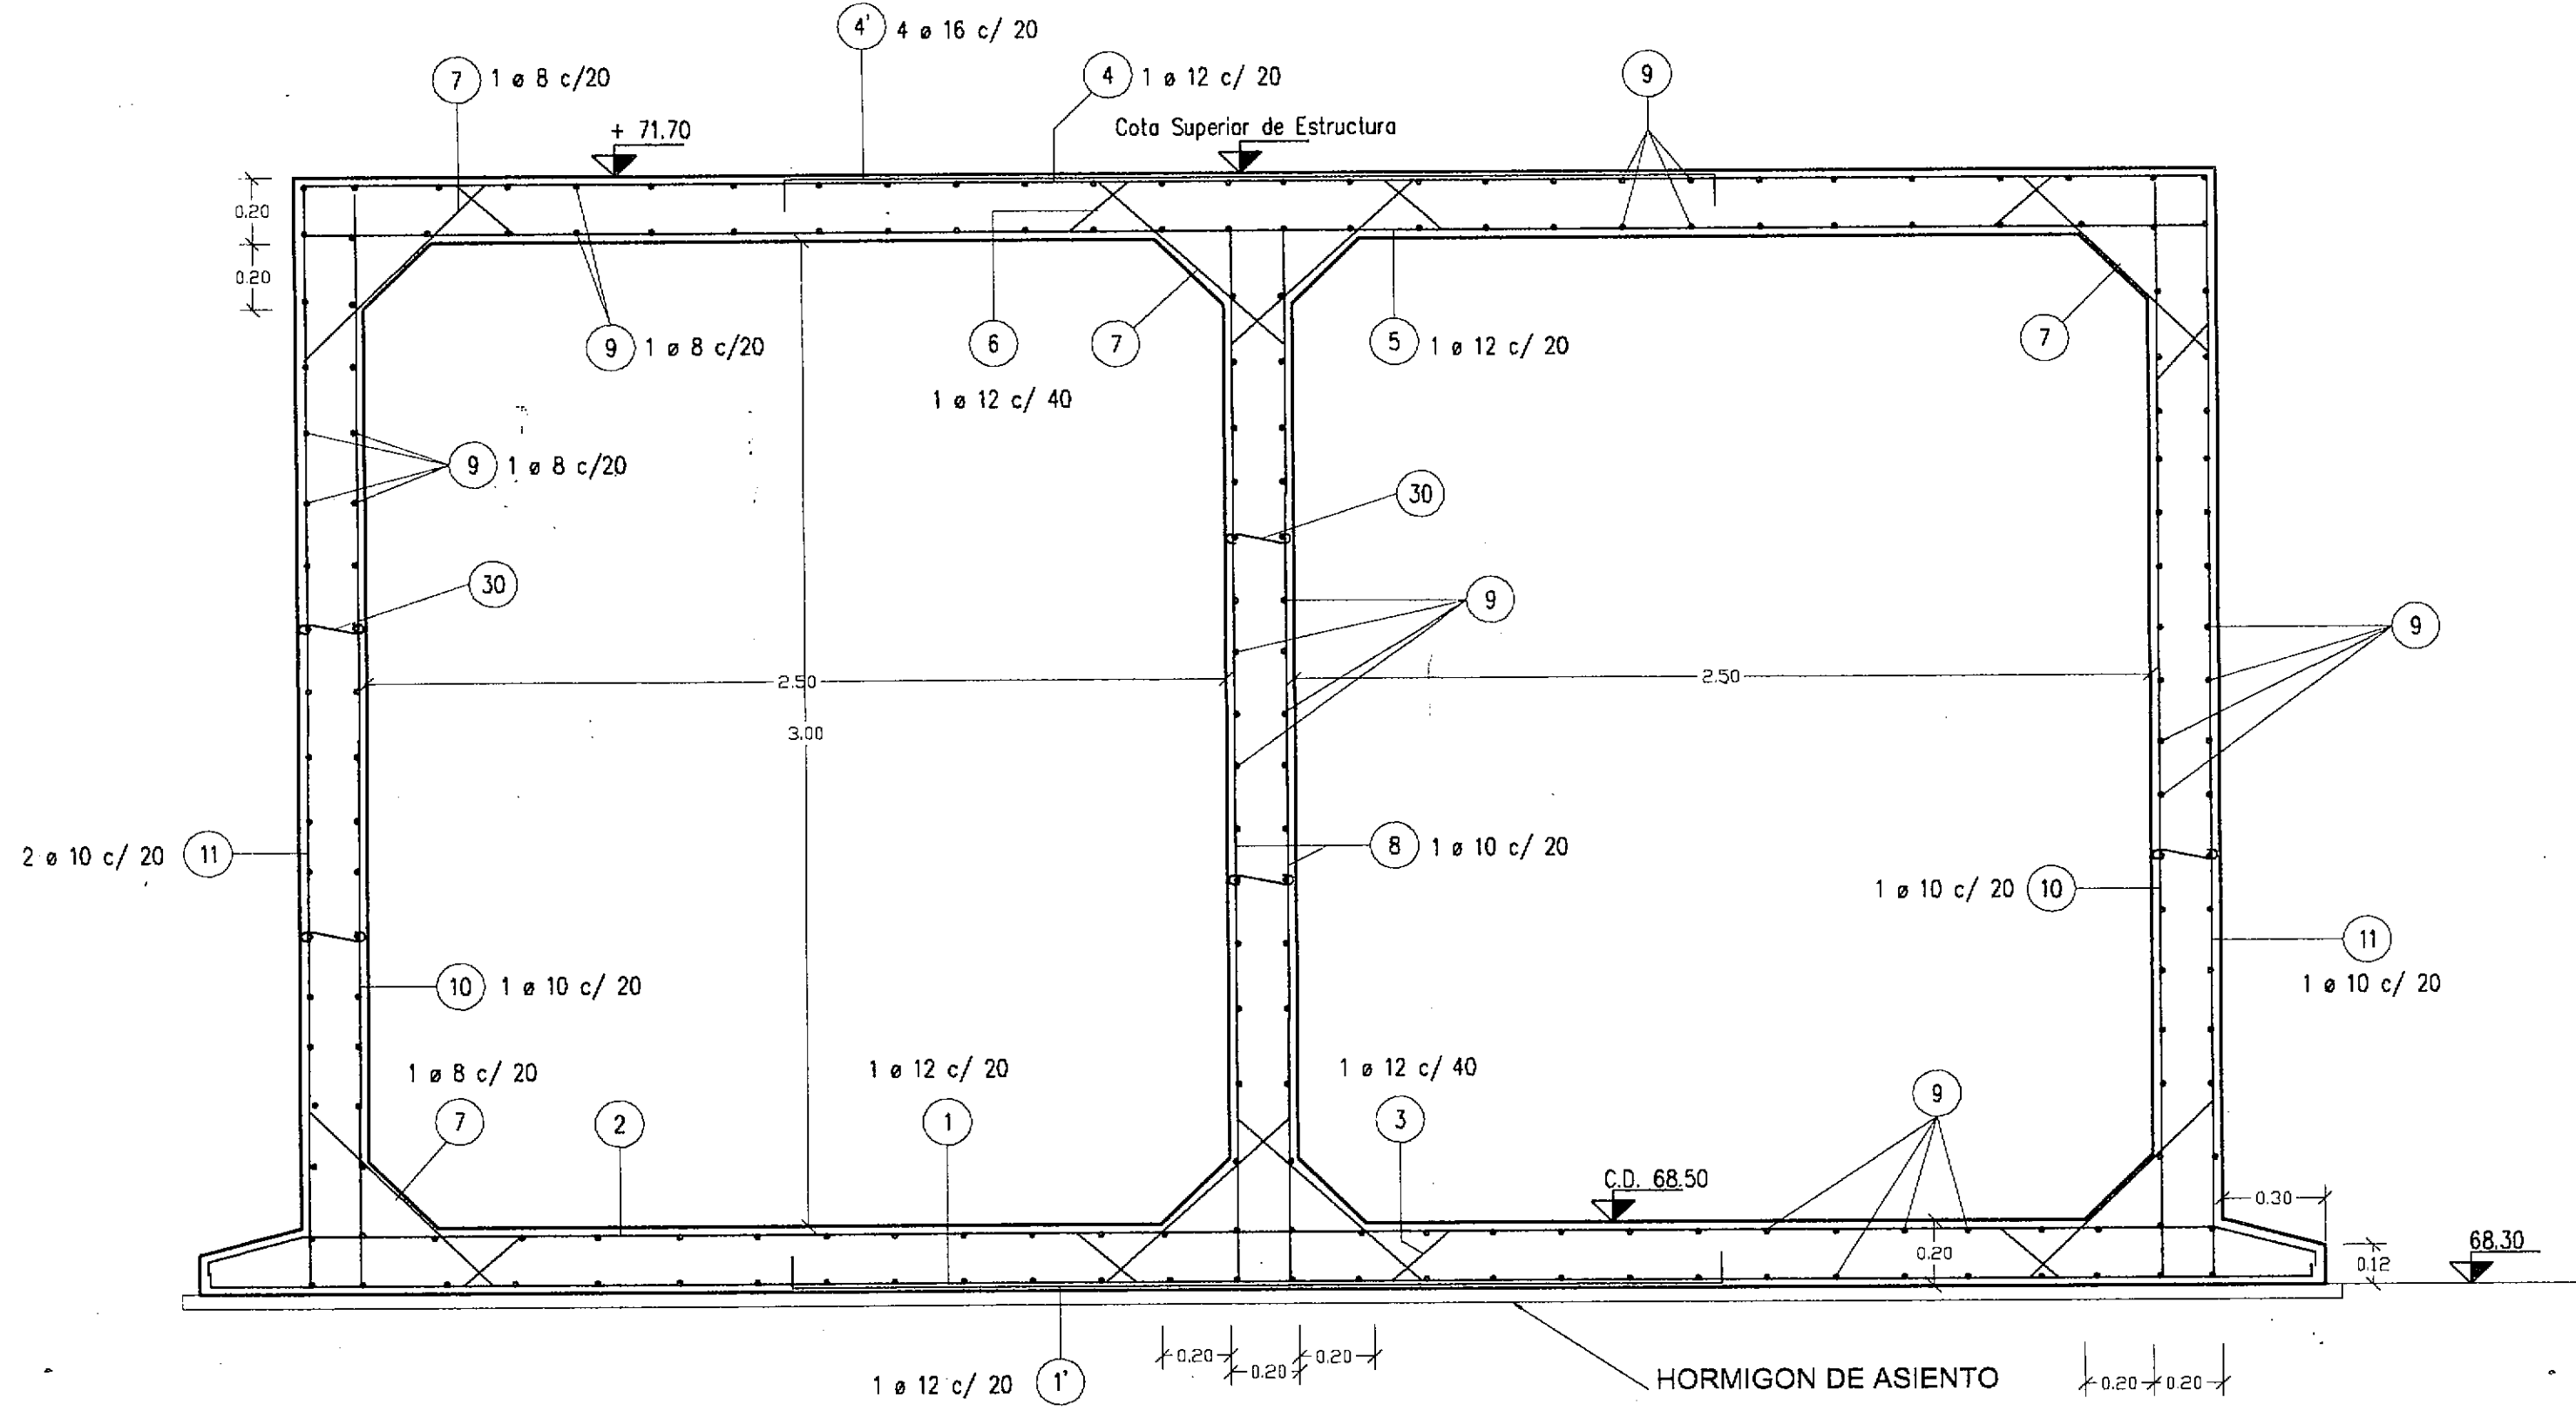 4' 4 ø 16 c/ 20
7 1 ø 8 c/20
4 1 ø 12 c/ 20
9
+ 71.70
Cota Superior de Estructura
0.20
0.20
9 1 ø 8 c/20
6
1 ø 12 c/ 40
7
5 1 ø 12 c/ 20
7
9 1 ø 8 c/20
30
30
9
9
2.50
2.50
3.00
2 ø 10 c/ 20 11
8 1 ø 10 c/ 20
1 ø 10 c/ 20 10
11
1 ø 10 c/ 20
10 1 ø 10 c/ 20
1 ø 8 c/ 20
7
2
1 ø 12 c/ 20
1
1 ø 12 c/ 40
3
9
C.D. 68.50
0.30
68.30
0.12
0.20
1 ø 12 c/ 20 1'
0.20
0.20
0.20
HORMIGON DE ASIENTO
0.20
0.20